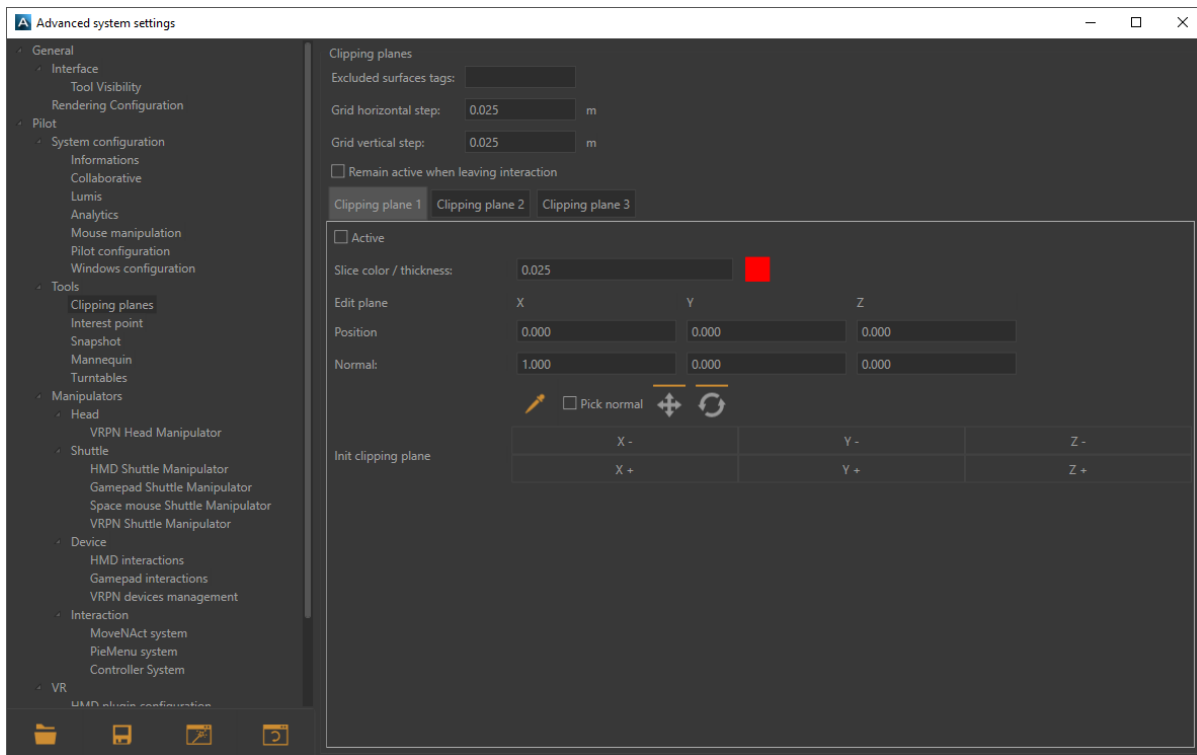 Advanced system settings
General
Interface
Tool Visibility
Rendering Configuration
Pilot
System configuration
Informations
Collaborative
Lumis
Analytics
Mouse manipulation
Pilot configuration
Windows configuration
Tools
Clipping planes
Interest point
Snapshot
Mannequin
Turntables
Manipulators
Head
VRPN Head Manipulator
Shuttle
HMD Shuttle Manipulator
Gamepad Shuttle Manipulator
Space mouse Shuttle Manipulator
VRPN Shuttle Manipulator
Device
HMD interactions
Gamepad interactions
VRPN devices management
Interaction
MoveNAct system
PieMenu system
Controller System
VR
HMD plugin configuration
Clipping planes
Excluded surfaces tags:
Grid horizontal step: 0.025 m
Grid vertical step: 0.025 m
Remain active when leaving interaction
Clipping plane 1 Clipping plane 2 Clipping plane 3
Active
Slice color / thickness: 0.025
Edit plane X Y Z
Position 0.000 0.000 0.000
Normal: 1.000 0.000 0.000
Pick normal
Init clipping plane
X - Y - Z -
X + Y + Z +